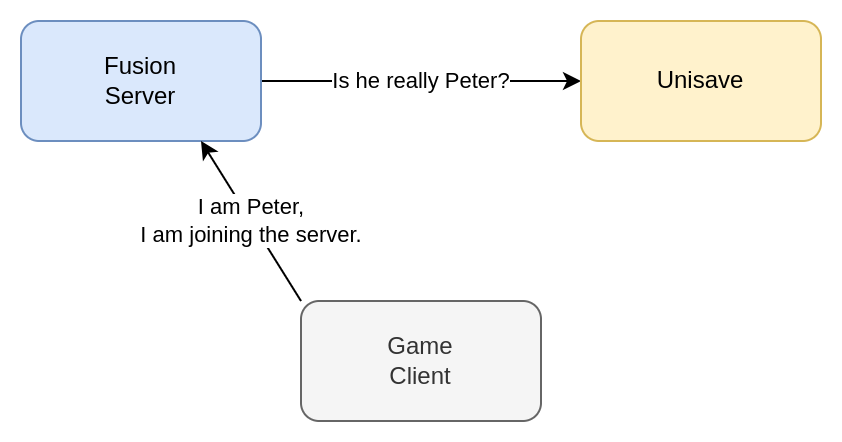 Fusion
Server
Is he really Peter?
Unisave
I am Peter,
I am joining the server.
Game
Client